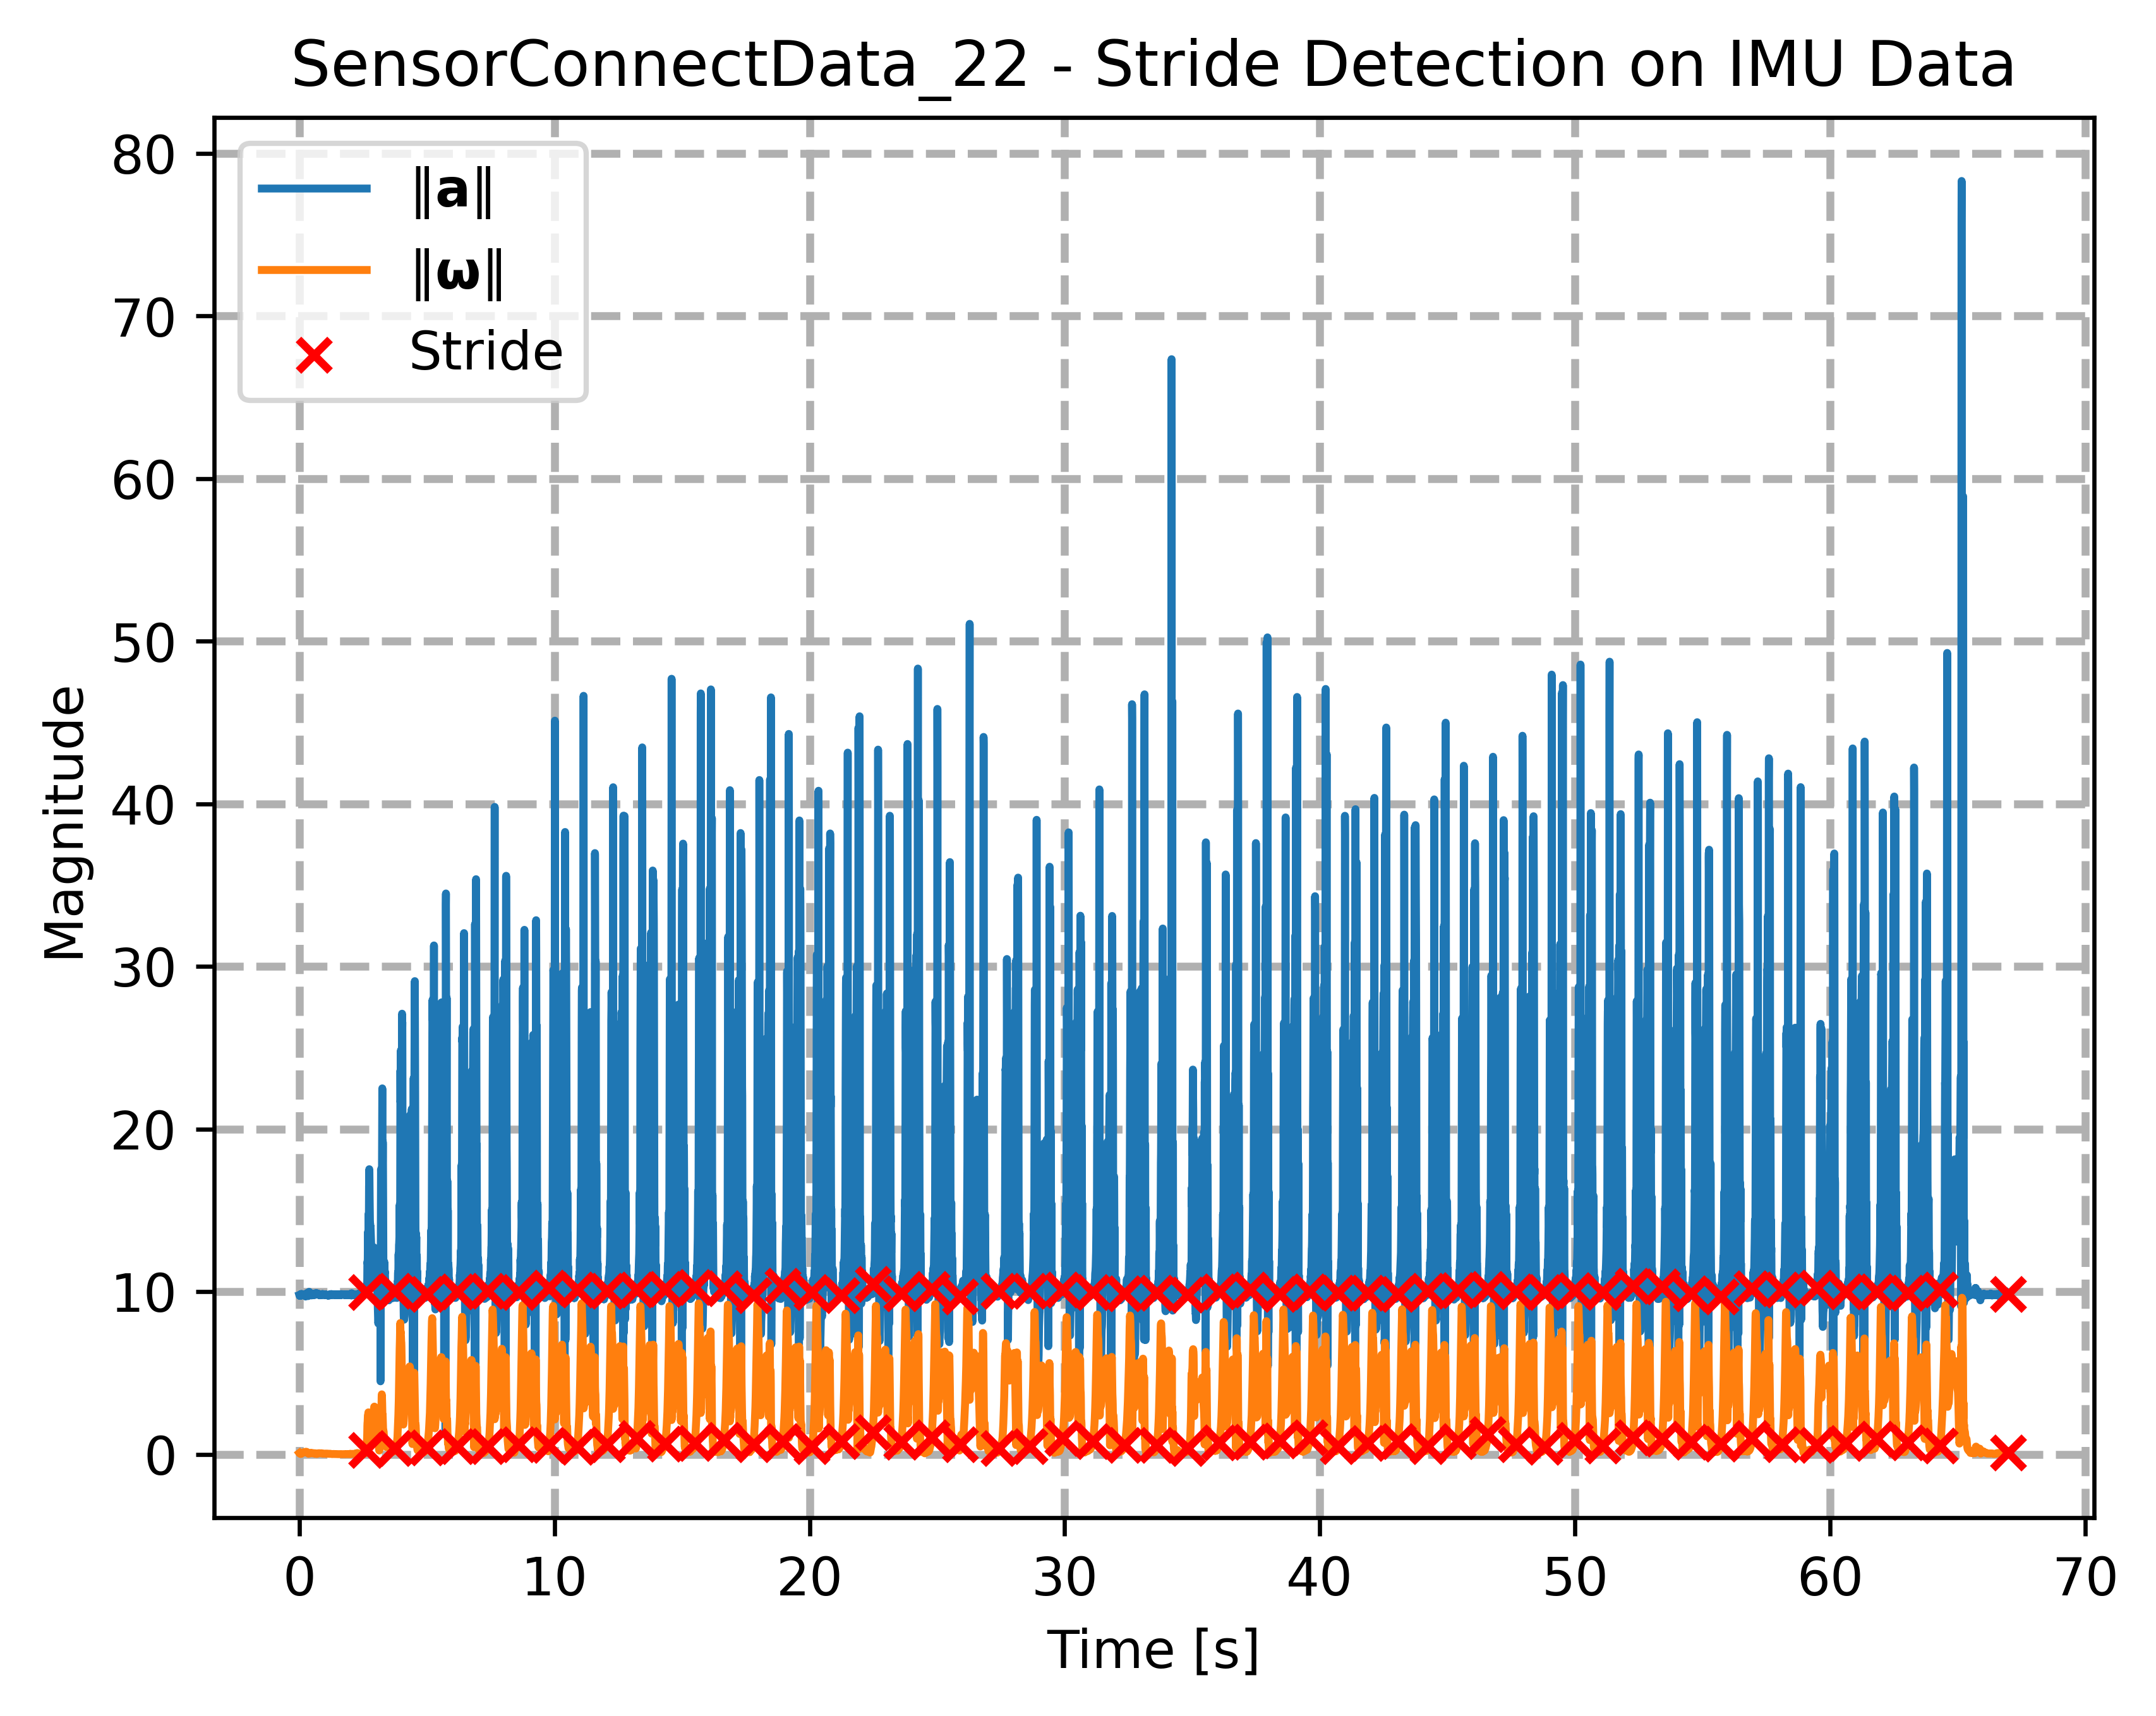 SensorConnectData_22 - Stride Detection on IMU Data
‖a‖
‖ω‖
Stride
Magnitude
80
70
60
50
40
30
20
10
0
0 10 20 30 40 50 60 70
Time [s]